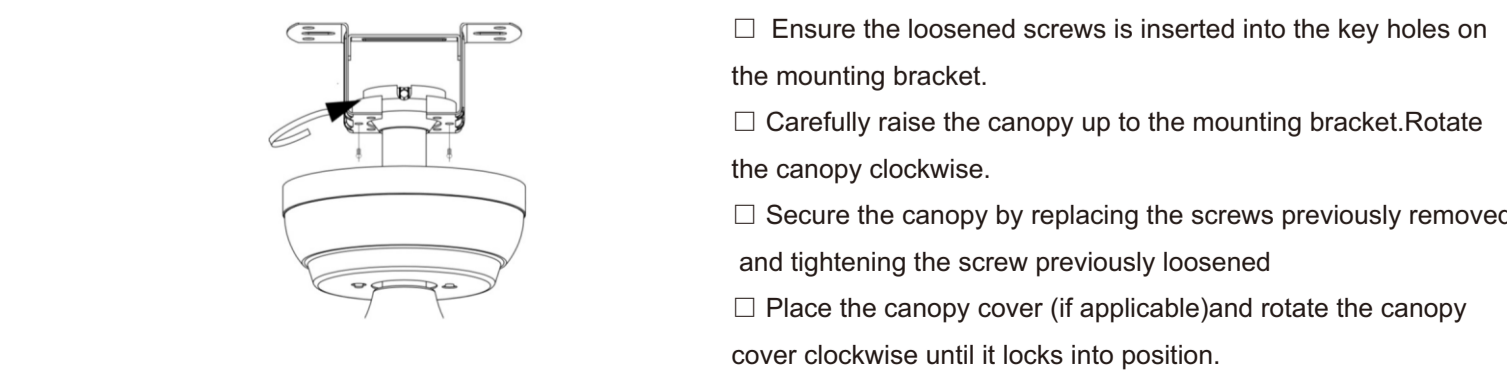 □ Ensure the loosened screws is inserted into the key holes on
the mounting bracket.
□ Carefully raise the canopy up to the mounting bracket.Rotate
the canopy clockwise.
□ Secure the canopy by replacing the screws previously removed
and tightening the screw previously loosened
□ Place the canopy cover (if applicable)and rotate the canopy
cover clockwise until it locks into position.